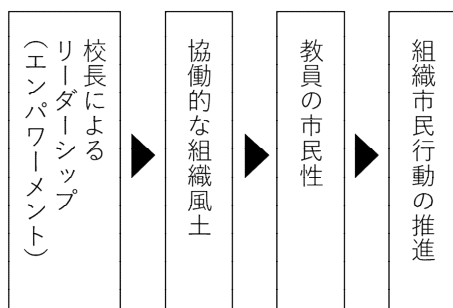 校長による
リーダーシップ
（エンパワーメント）
協働的な組織風土
教員の市民性
組織市民行動の推進